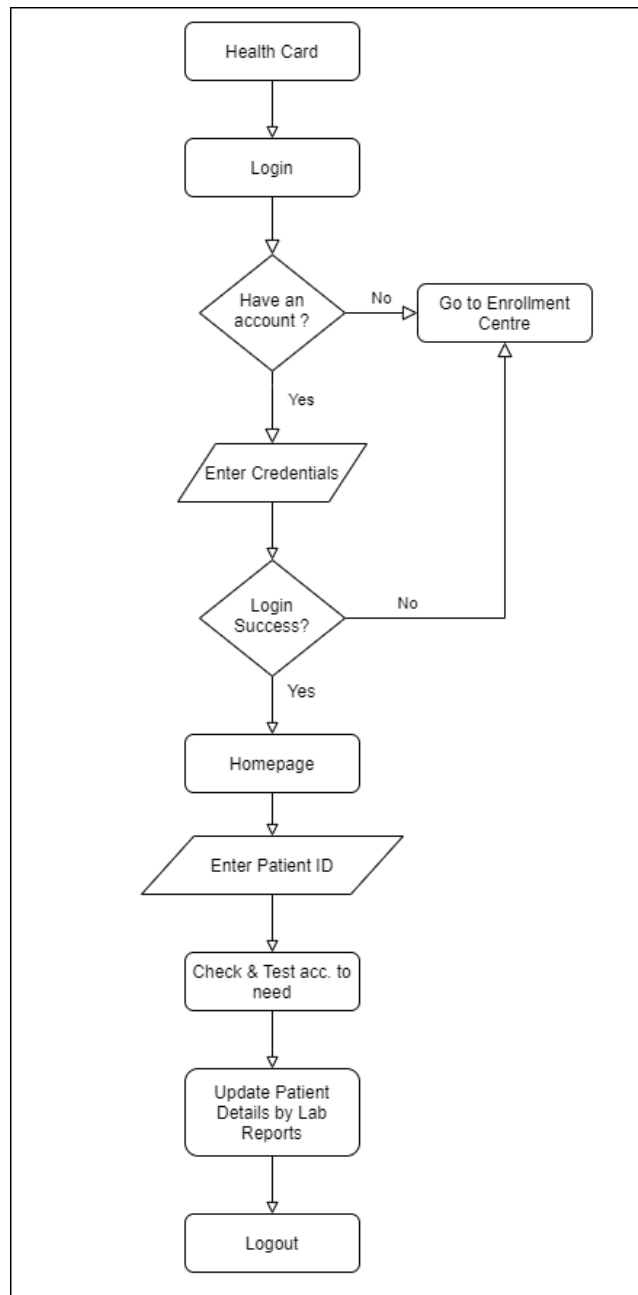 Health Card
Login
Have an
account ?
No
Go to Enrollment
Centre
Yes
Enter Credentials
Login
Success?
No
Yes
Homepage
Enter Patient ID
Check & Test acc. to
need
Update Patient
Details by Lab
Reports
Logout